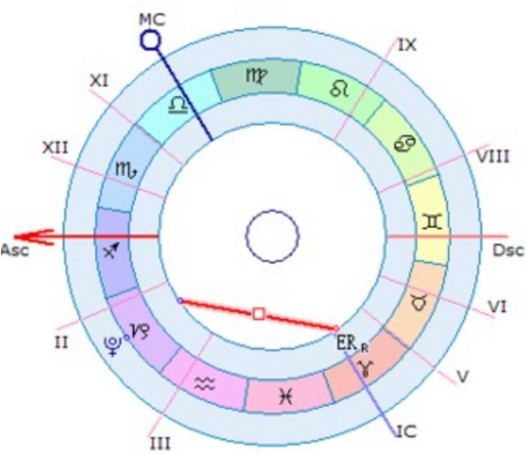 MC
IX
XI
♍
♌
♎
♋
XII
VIII
♏
♊
Asc
♐
Dsc
♉
VI
II
♇
♑
ER R
♈
V
♒
♓
III
IC